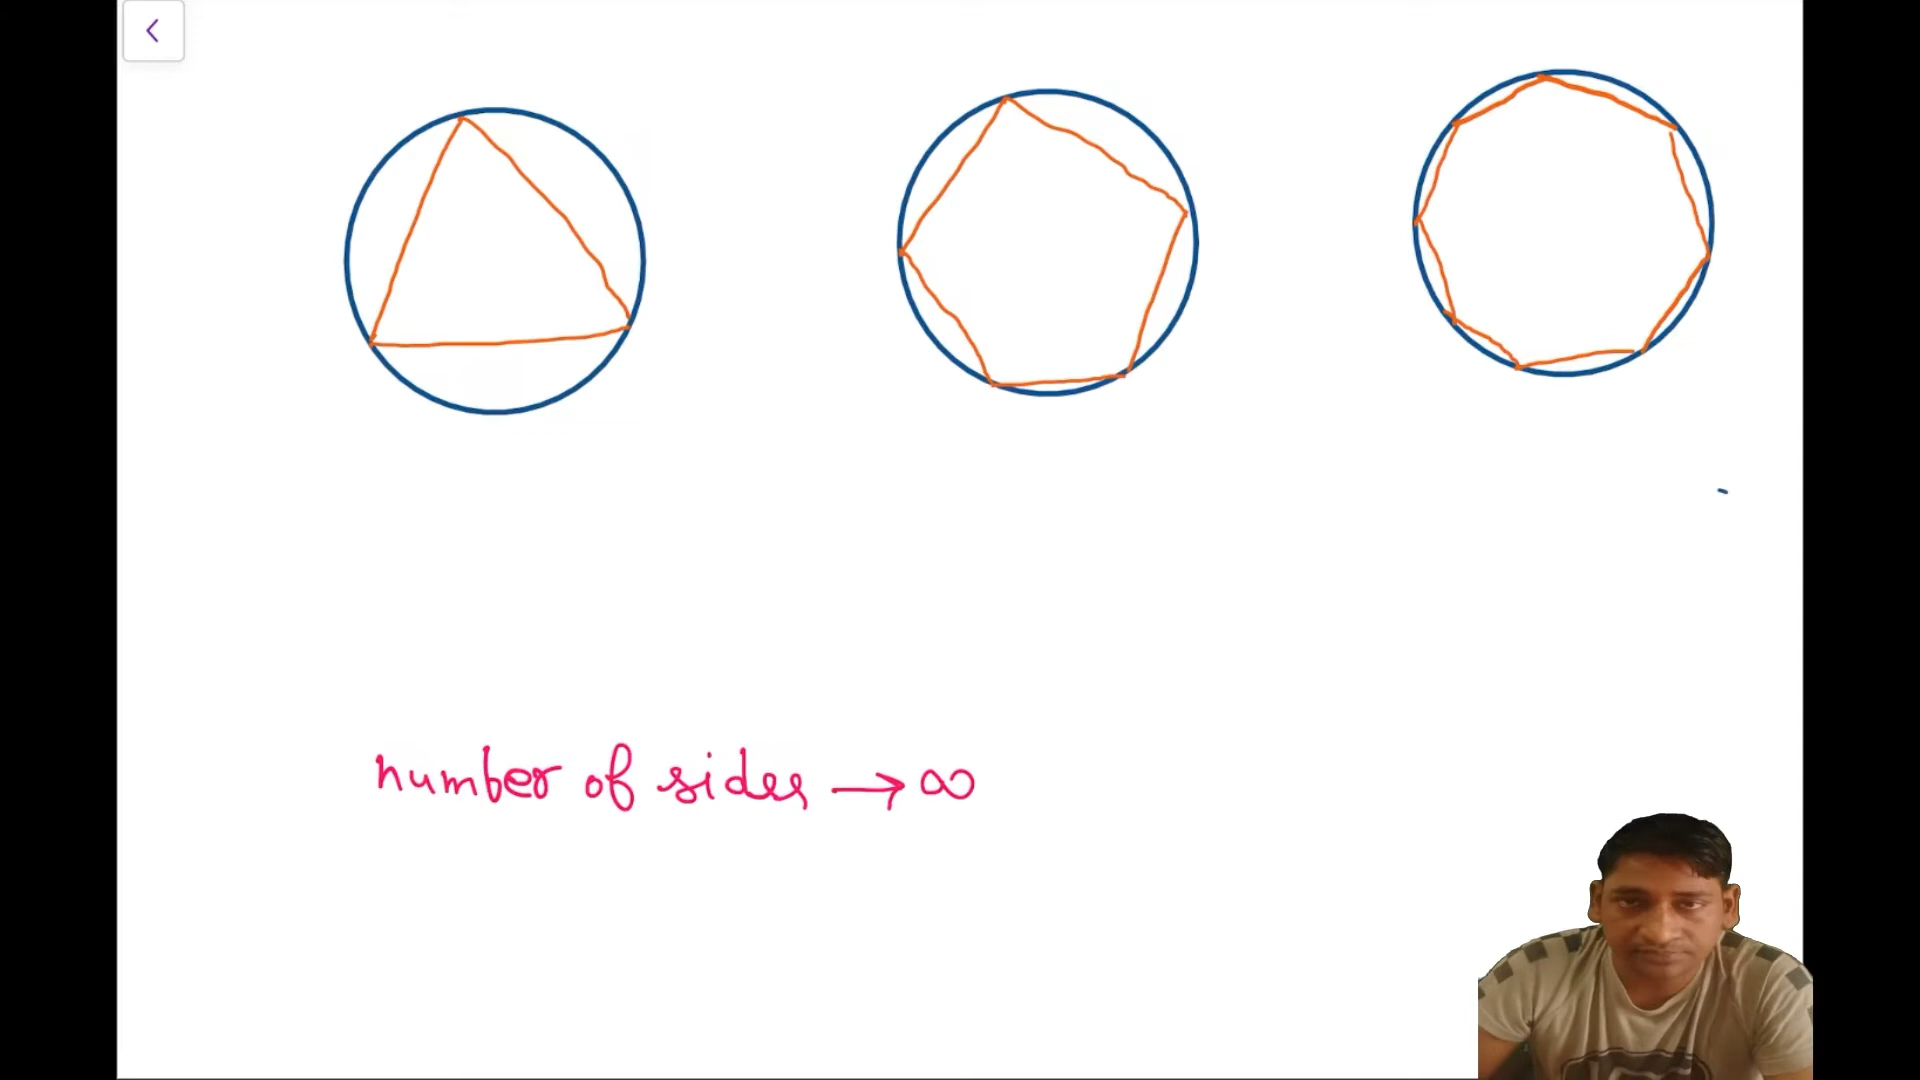 number of sides → ∞